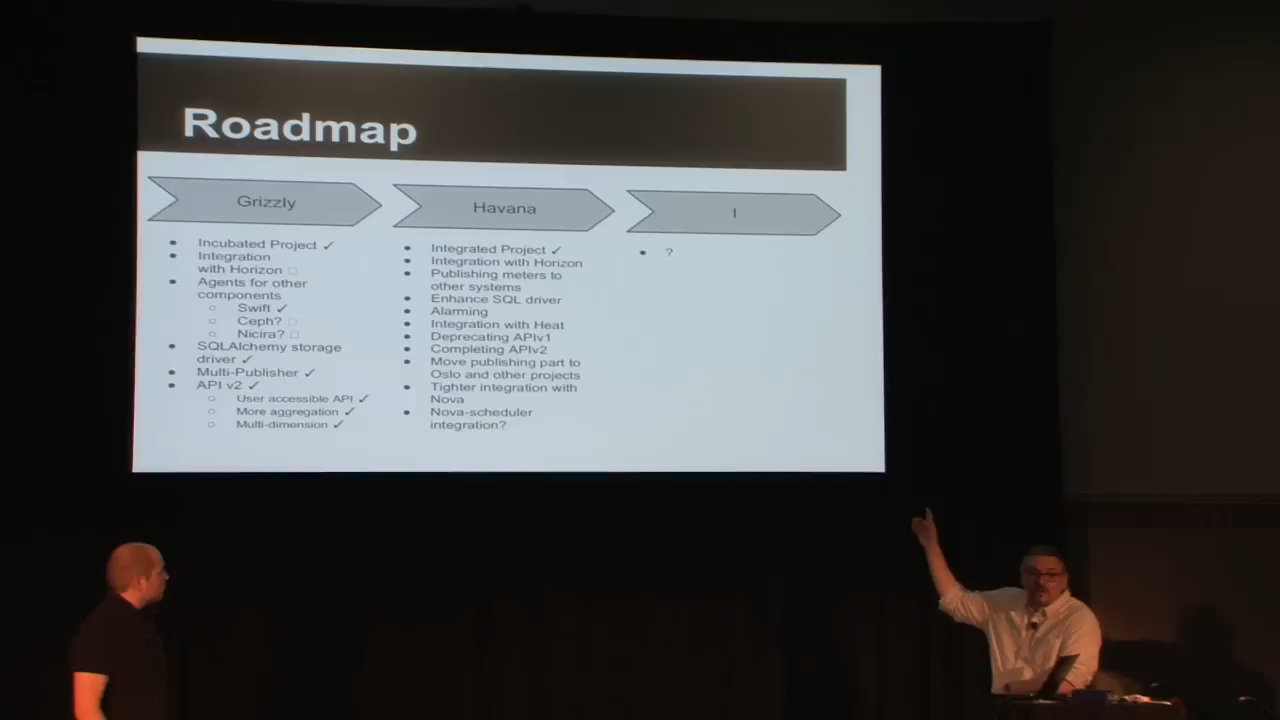 Roadmap
Grizzly
Incubated Project ✓
Integration
with Horizon □
Agents for other
components
Swift ✓
Ceph? □
Nicira? □
SQLAlchemy storage
driver ✓
Multi-Publisher ✓
API v2 ✓
User accessible API ✓
More aggregation ✓
Multi-dimension ✓
Havana
Integrated Project ✓
Integration with Horizon
Publishing meters to
other systems
Enhance SQL driver
Alarming
Integration with Heat
Deprecating APIv1
Completing APIv2
Move publishing part to
Oslo and other projects
Tighter integration with
Nova
Nova-scheduler
integration?
I
?